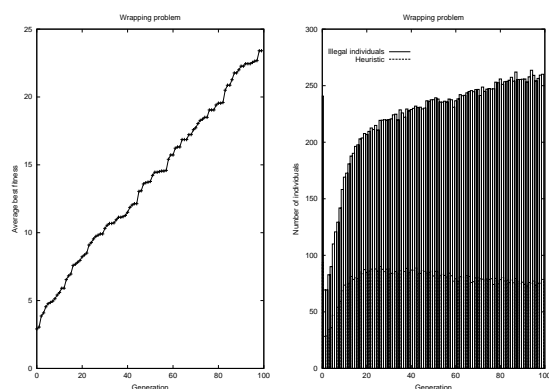 Wrapping problem
25
20
15
10
5
0
Average best fitness
0 20 40 60 80 100
Generation
Wrapping problem
300
250
200
150
100
50
0
Number of individuals
Illegal individuals
Heuristic
0 20 40 60 80 100
Generation